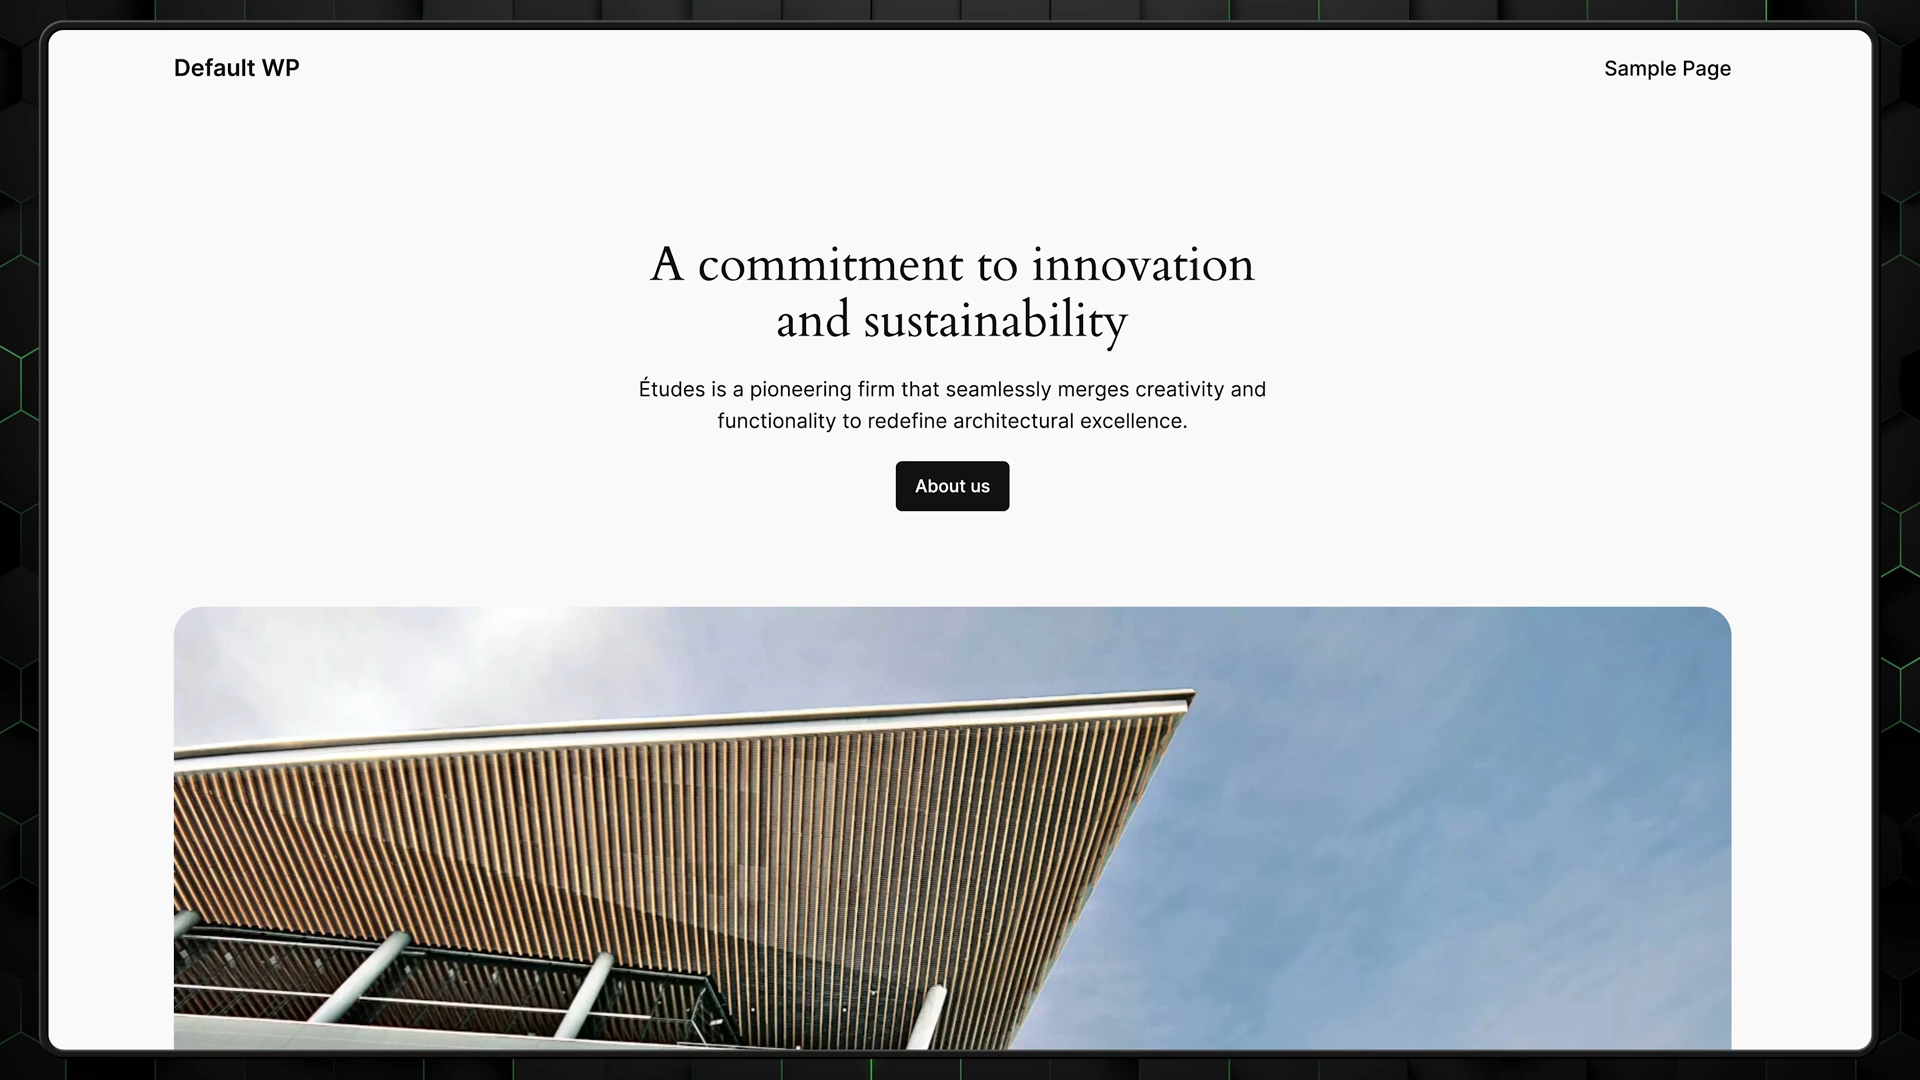 Default WP
Sample Page
A commitment to innovation
and sustainability
Études is a pioneering firm that seamlessly merges creativity and
functionality to redefine architectural excellence.
About us